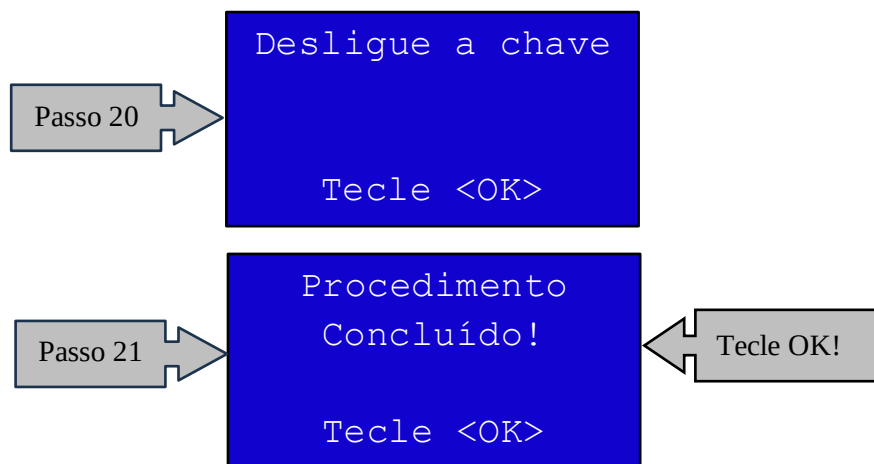 Desligue a chave
Passo 20
Tecle <OK>
Procedimento
Concluído!
Passo 21
Tecle OK!
Tecle <OK>